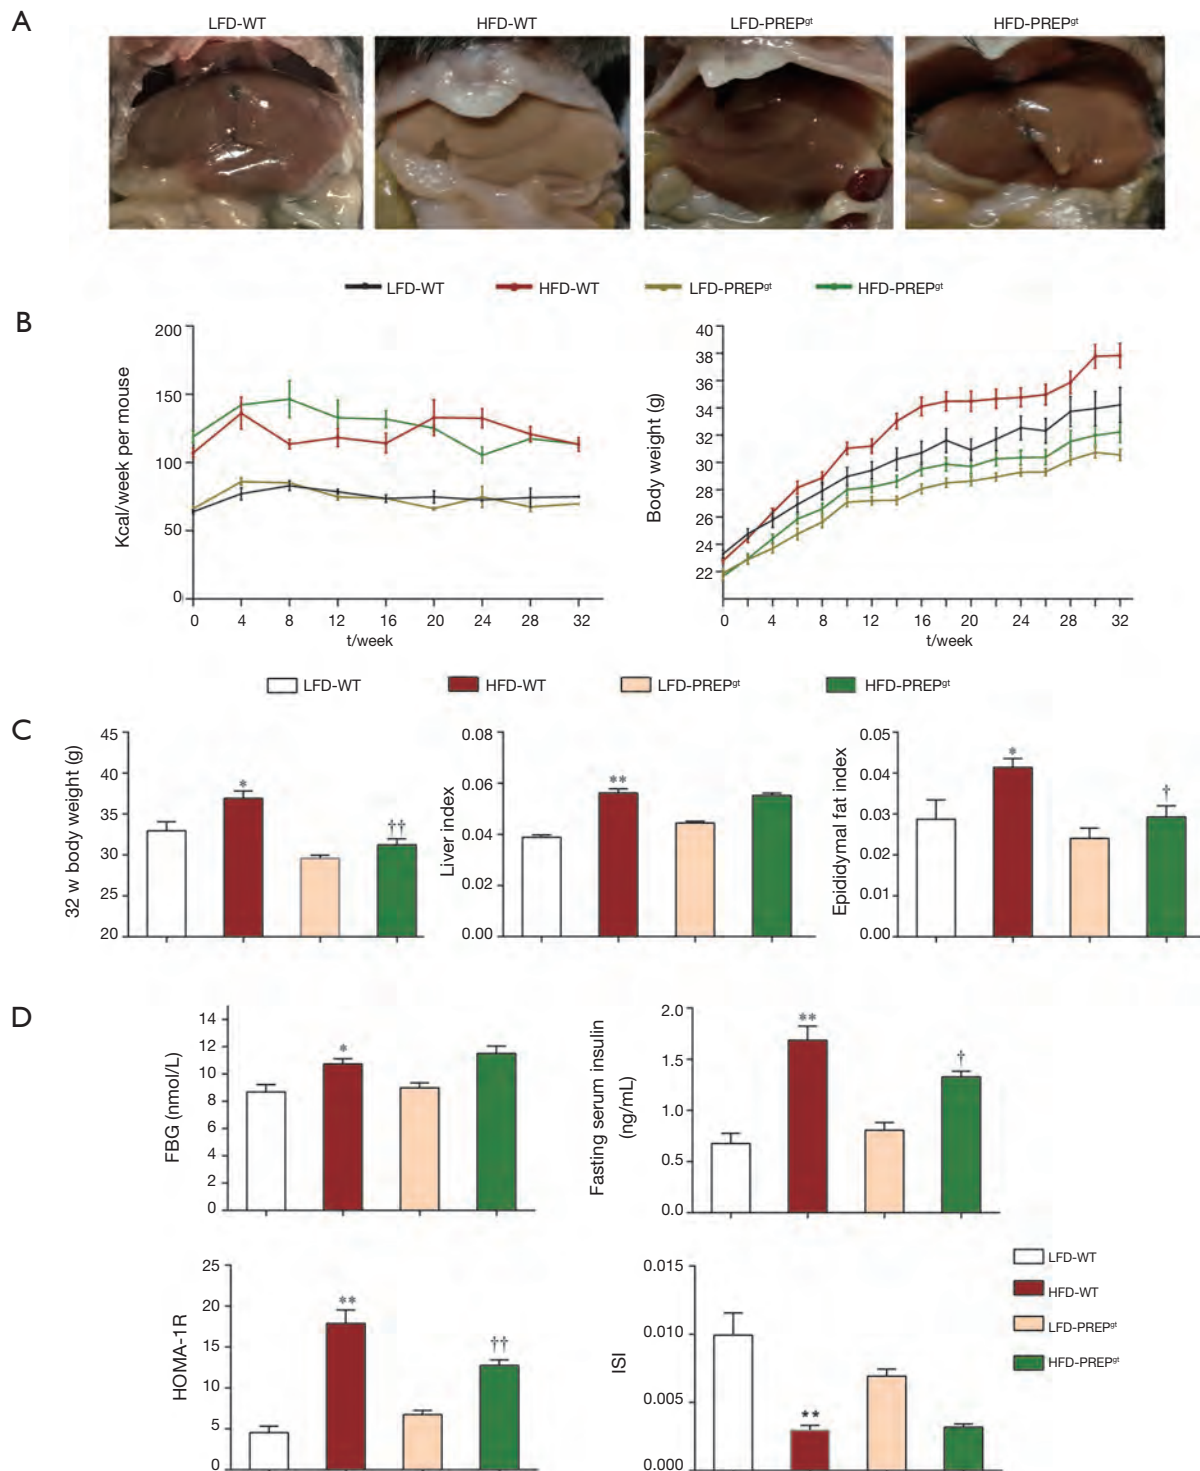 A
LFD-WT HFD-WT LFD-PREPgt HFD-PREPgt
LFD-WT HFD-WT LFD-PREPgt HFD-PREPgt
B
Kcal/week per mouse
200
150
100
50
0
0 4 8 12 16 20 24 28 32
t/week
Body weight (g)
40
38
36
34
32
30
28
26
24
22
0 4 8 12 16 20 24 28 32
t/week
LFD-WT HFD-WT LFD-PREPgt HFD-PREPgt
C
32 w body weight (g)
45
40
35
30
25
20
*
††
Liver index
0.08
0.06
0.04
0.02
0.00
**
Epididymal fat index
0.05
0.04
0.03
0.02
0.01
0.00
*
†
D
FBG (nmol/L)
14
12
10
8
6
4
2
0
*
Fasting serum insulin
(ng/mL)
2.0
1.5
1.0
0.5
0.0
**
†
HOMA-1R
25
20
15
10
5
0
**
††
ISI
0.015
0.010
0.005
0.000
**
LFD-WT
HFD-WT
LFD-PREPgt
HFD-PREPgt